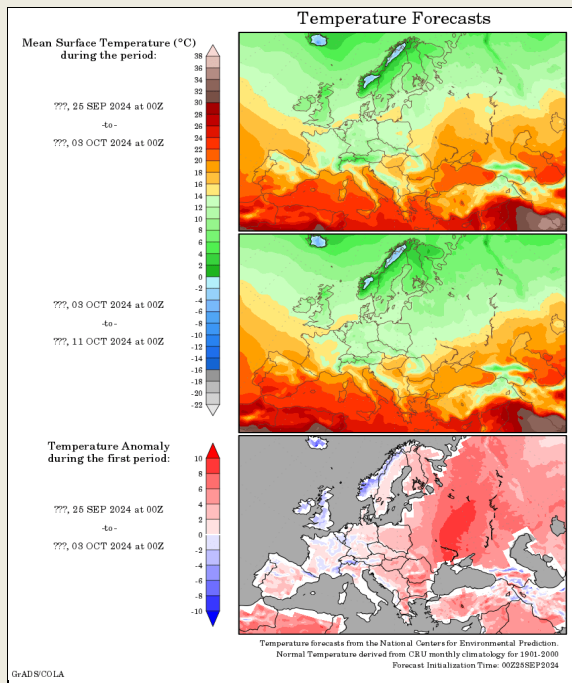 Temperature Forecasts
Mean Surface Temperature (°C)
during the period:
???, 25 SEP 2024 at 00Z
-to-
???, 03 OCT 2024 at 00Z
38
36
34
32
30
28
26
24
22
20
18
16
14
12
10
8
6
4
2
0
-2
-4
-6
-8
-10
-12
-14
-16
-18
-20
-22
???, 03 OCT 2024 at 00Z
-to-
???, 11 OCT 2024 at 00Z
Temperature Anomaly
during the first period:
???, 25 SEP 2024 at 00Z
-to-
???, 03 OCT 2024 at 00Z
10
8
6
4
2
0
-2
-4
-6
-8
-10
Temperature forecasts from the National Centers for Environmental Prediction.
Normal Temperature derived from CRU monthly climatology for 1901-2000
Forecast Initialization Time: 00Z25SEP2024
GrADS/COLA